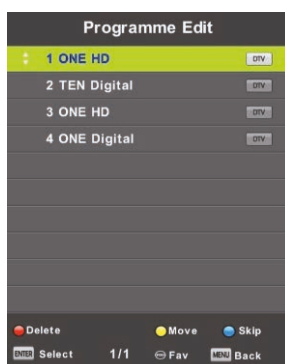 Programme Edit
1 ONE HD DTV
2 TEN Digital DTV
3 ONE HD DTV
4 ONE Digital DTV
Delete Move Skip
ENTER Select 1/1 Fav MENU Back